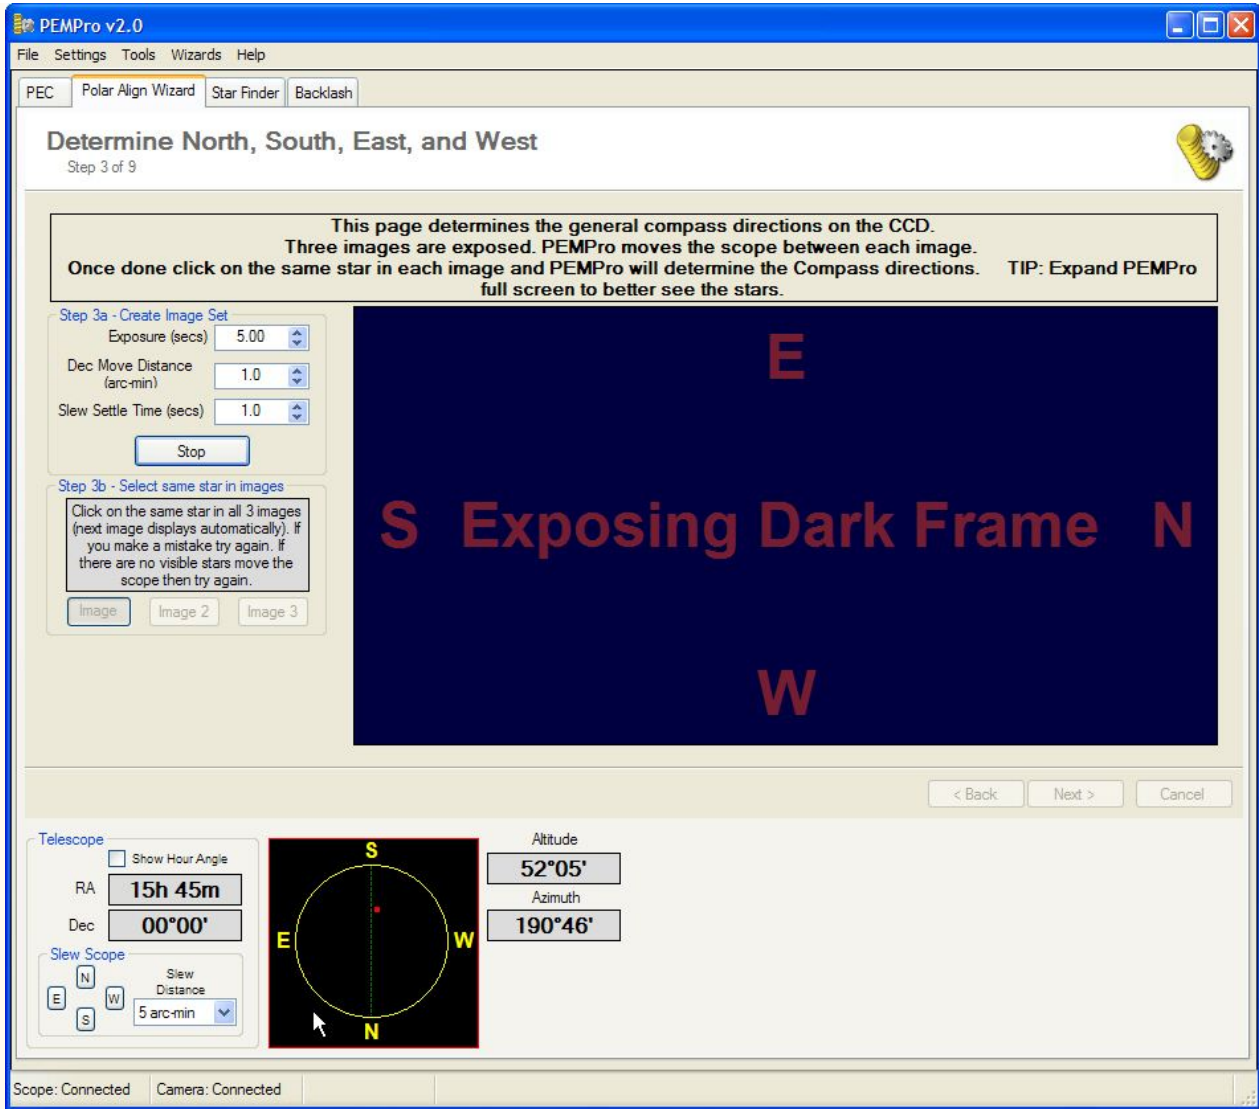 PEMPro v2.0
File Settings Tools Wizards Help
PEC Polar Align Wizard Star Finder Backlash
Determine North, South, East, and West
Step 3 of 9
This page determines the general compass directions on the CCD.
Three images are exposed. PEMPro moves the scope between each image.
Once done click on the same star in each image and PEMPro will determine the Compass directions. TIP: Expand PEMPro
full screen to better see the stars.
Step 3a - Create Image Set
Exposure (secs) 5.00
Dec Move Distance
(arc-min) 1.0
Slew Settle Time (secs) 1.0
Stop
Step 3b - Select same star in images
Click on the same star in all 3 images
(next image displays automatically). If
you make a mistake try again. If
there are no visible stars move the
scope then try again.
Image Image 2 Image 3
E
S Exposing Dark Frame N
W
< Back Next > Cancel
Telescope
Show Hour Angle
RA 15h 45m
Dec 00°00'
Slew Scope
N
E W
S
Slew
Distance
5 arc-min
S
E W
N
Altitude
52°05'
Azimuth
190°46'
Scope: Connected Camera: Connected